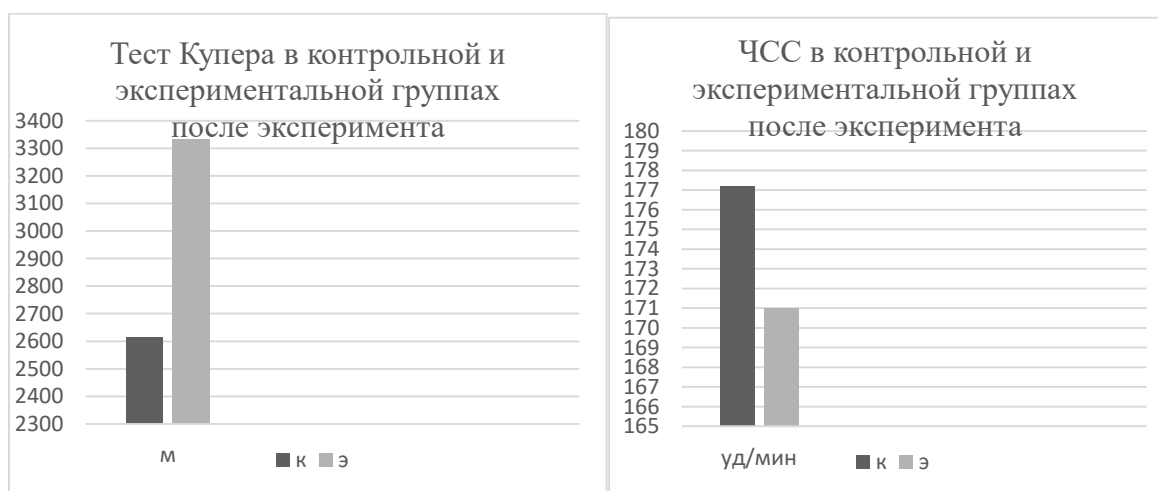 Тест Купера в контрольной и
экспериментальной группах
после эксперимента
3400
3300
3200
3100
3000
2900
2800
2700
2600
2500
2400
2300
м
к э
ЧСС в контрольной и
экспериментальной группах
после эксперимента
180
179
178
177
176
175
174
173
172
171
170
169
168
167
166
165
уд/мин
к э